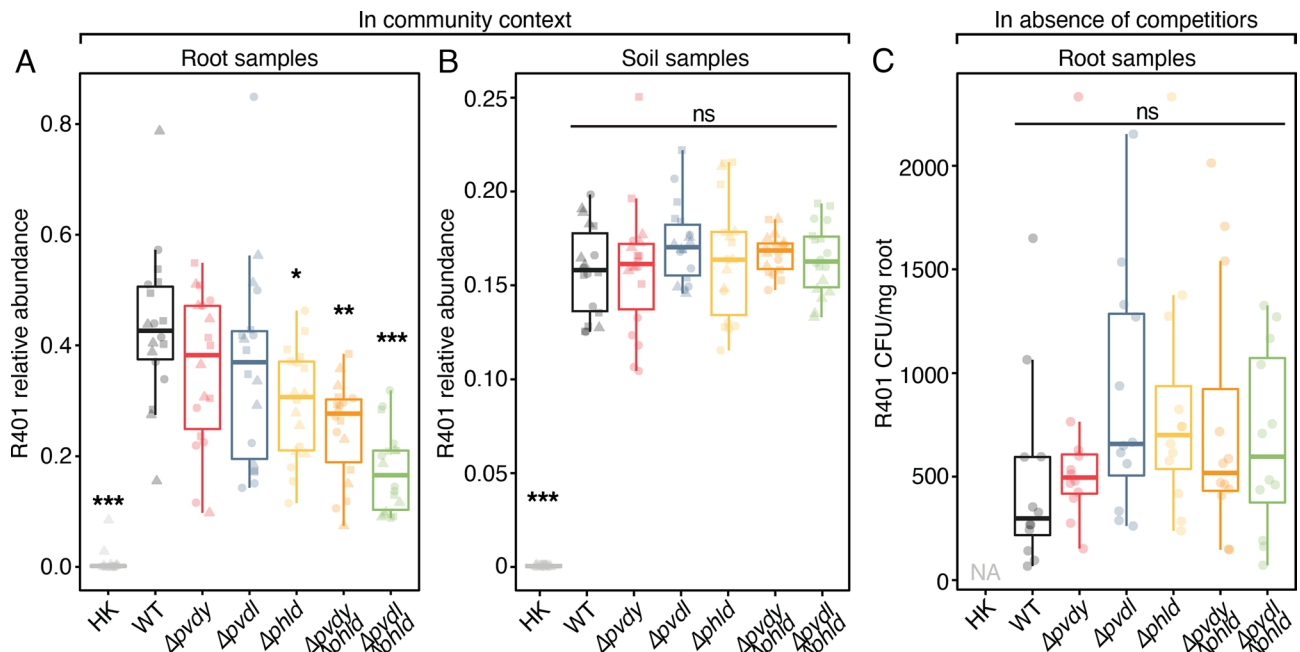 In community context
In absence of competitiors
A
Root samples
B
Soil samples
C
Root samples
R401 relative abundance
0.8
0.6
0.4
0.2
0.0
***
*
**
***
HK
WT
Δpvdy
Δpvdl
Δphld
Δpvdy
Δphld
Δpvdl
Δphld
R401 relative abundance
0.25
0.20
0.15
0.10
0.05
0
ns
***
HK
WT
Δpvdy
Δpvdl
Δphld
Δpvdy
Δphld
Δpvdl
Δphld
R401 CFU/mg root
2000
1500
1000
500
0
ns
NA
HK
WT
Δpvdy
Δpvdl
Δphld
Δpvdy
Δphld
Δpvdl
Δphld